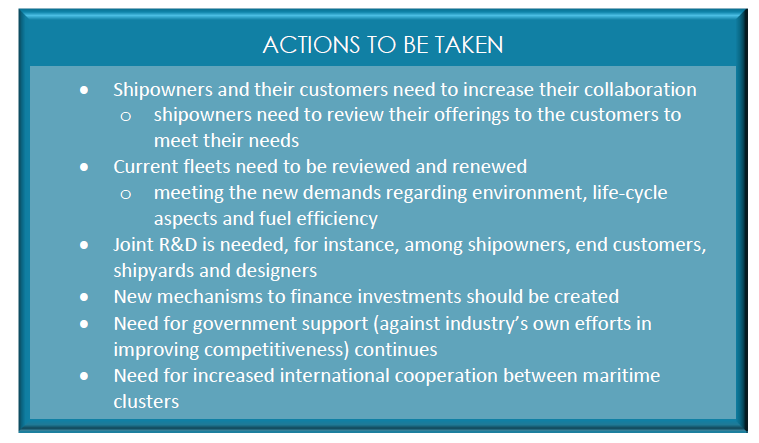 ACTIONS TO BE TAKEN
● Shipowners and their customers need to increase their collaboration
o shipowners need to review their offerings to the customers to
meet their needs
● Current fleets need to be reviewed and renewed
o meeting the new demands regarding environment, life-cycle
aspects and fuel efficiency
● Joint R&D is needed, for instance, among shipowners, end customers,
shipyards and designers
● New mechanisms to finance investments should be created
● Need for government support (against industry’s own efforts in
improving competitiveness) continues
● Need for increased international cooperation between maritime
clusters